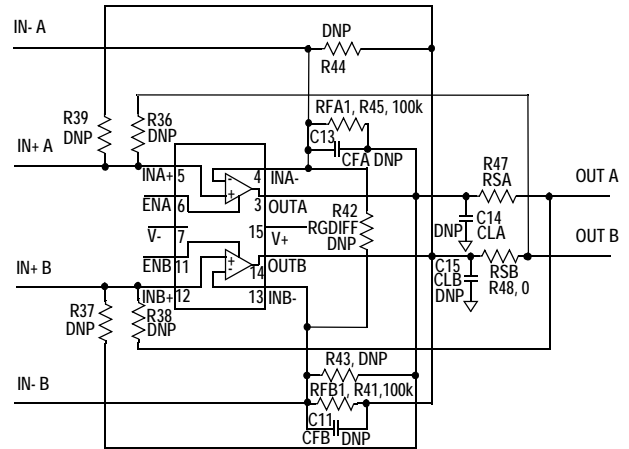 IN- A
DNP
R44
R39
DNP
R36
DNP
RFA1, R45, 100k
C13
CFA DNP
IN+ A
INA+
5
4
INA-
R47
RSA
OUT A
ENA
6
3
OUTA
R42
RGDIFF
DNP
DNP
C14
CLA
V-
7
15
V+
OUT B
ENB
11
14
OUTB
C15
CLB
DNP
RSB
R48, 0
IN+ B
INB+
12
13
INB-
R37
DNP
R38
DNP
R43, DNP
IN- B
RFB1, R41,100k
C11
CFB
DNP